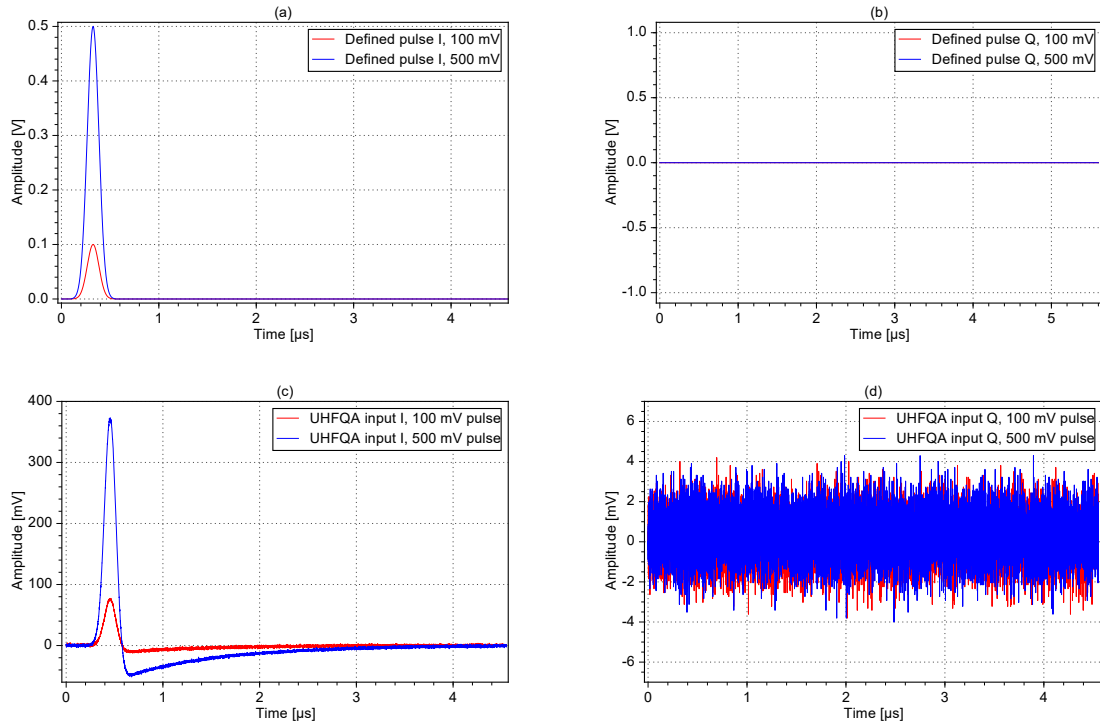 (a)
Defined pulse I, 100 mV
Defined pulse I, 500 mV
0.5
0.4
0.3
0.2
0.1
0.0
Amplitude [V]
0 1 2 3 4
Time [µs]
(b)
Defined pulse Q, 100 mV
Defined pulse Q, 500 mV
1.0
0.5
0.0
-0.5
-1.0
Amplitude [V]
0 1 2 3 4 5
Time [µs]
(c)
UHFQA input I, 100 mV pulse
UHFQA input I, 500 mV pulse
400
300
200
100
0
Amplitude [mV]
0 1 2 3 4
Time [µs]
(d)
UHFQA input Q, 100 mV pulse
UHFQA input Q, 500 mV pulse
6
4
2
0
-2
-4
-6
Amplitude [mV]
0 1 2 3 4
Time [µs]